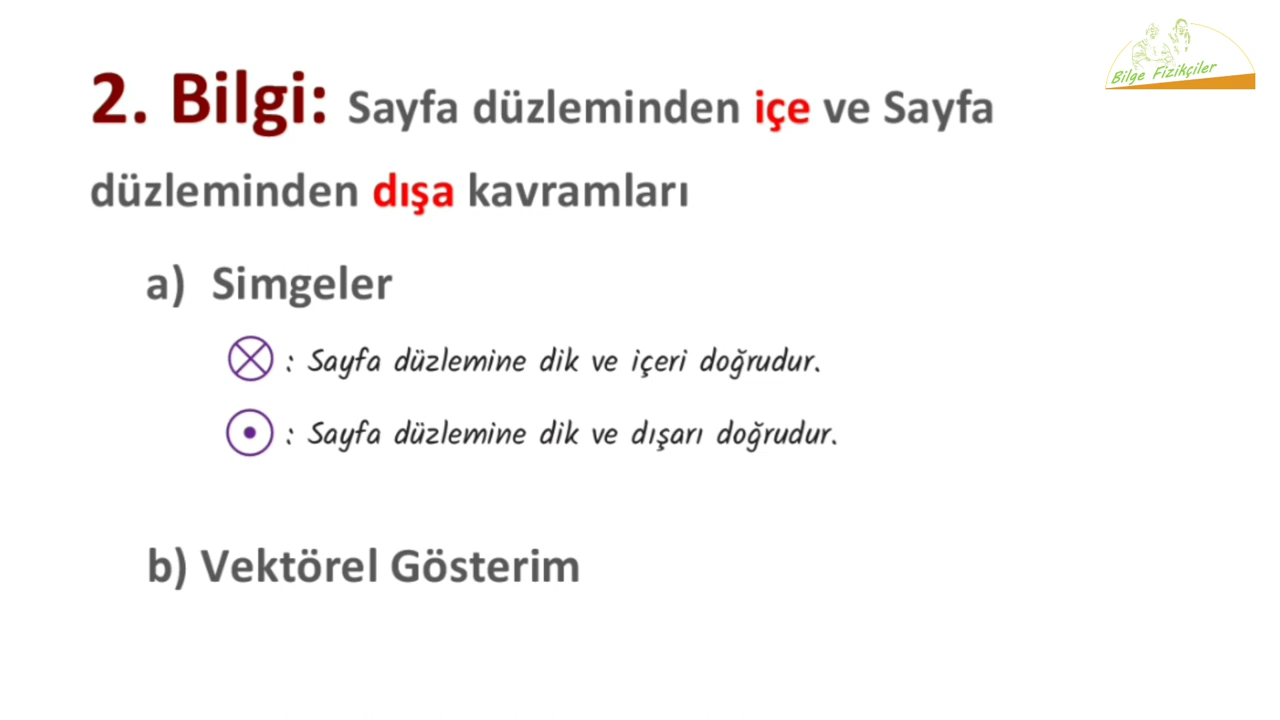 Bilge Fizikçiler
2. Bilgi: Sayfa düzleminden içe ve Sayfa
düzleminden dışa kavramları
a) Simgeler
: Sayfa düzlemine dik ve içeri doğrudur.
: Sayfa düzlemine dik ve dışarı doğrudur.
b) Vektörel Gösterim